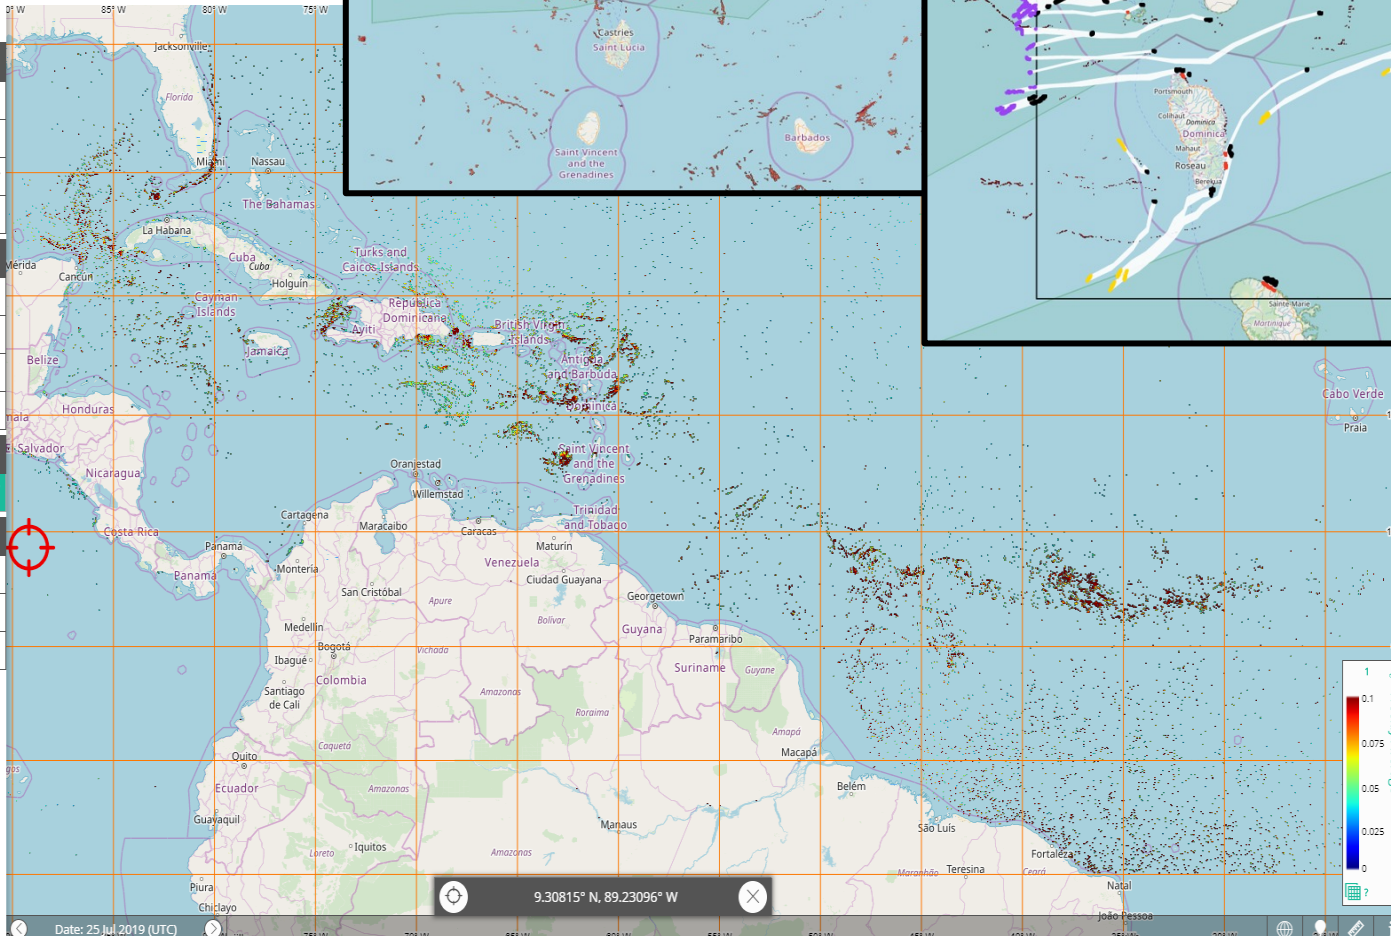 0° W
85° W
80° W
75° W
Jacksonville
Florida
Miami
Nassau
The Bahamas
La Habana
Cuba
Cuba
Holguin
Turks and
Caicos Islands
Mérida
Cancún
Cayman
Islands
República
Dominicana
Ayiti
Jamaica
British Virgin
Islands
Antigua
and Barbuda
Dominica
Belize
Honduras
El Salvador
Nicaragua
Costa Rica
Panamá
Panama
Saint Vincent
and the
Grenadines
Oranjestad
Willemstad
Trinidad
and Tobago
Cartagena
Maracaibo
Caracas
Maturin
Montería
Venezuela
Ciudad Guayana
San Cristóbal
Apure
Bolívar
Georgetown
Medellín
Guyana
Paramaribo
Bogotá
Vichada
Ibagué
Colombia
Suriname
Guyane
Santiago
de Cali
Amazonas
Roraima
Amapá
Caquetá
Quito
Macapá
Ecuador
Amazonas
Belém
Guayaquil
Manaus
São Luís
Iquitos
Loreto
Amazonas
Fortaleza
Maranhão
Teresina
Ceará
Piura
Natal
Chiclayo
João Pessoa
Cabo Verde
Praia
Castries
Saint Lucia
Saint Vincent
and the
Grenadines
Barbados
Portsmouth
Colihaut
Dominica
Dominica
Mahaut
Roseau
Berekua
Sainte-Marie
Martinique
1
0.1
0.075
0.05
0.025
0
?
9.30815° N, 89.23096° W
Date: 25 Jul 2019 (UTC)